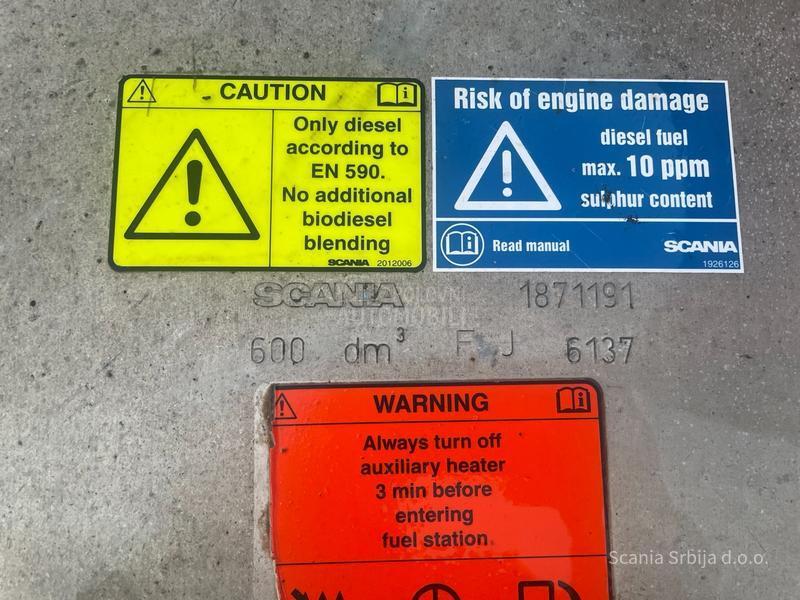 CAUTION
Only diesel
according to
EN 590.
No additional
biodiesel
blending
SCANIA 2012006
Risk of engine damage
diesel fuel
max. 10 ppm
sulphur content
Read manual
SCANIA
1926126
SCANIA 1871191
600 dm³ F J 6137
WARNING
Always turn off
auxiliary heater
3 min before
entering
fuel station.
Scania Srbija d.o.o.